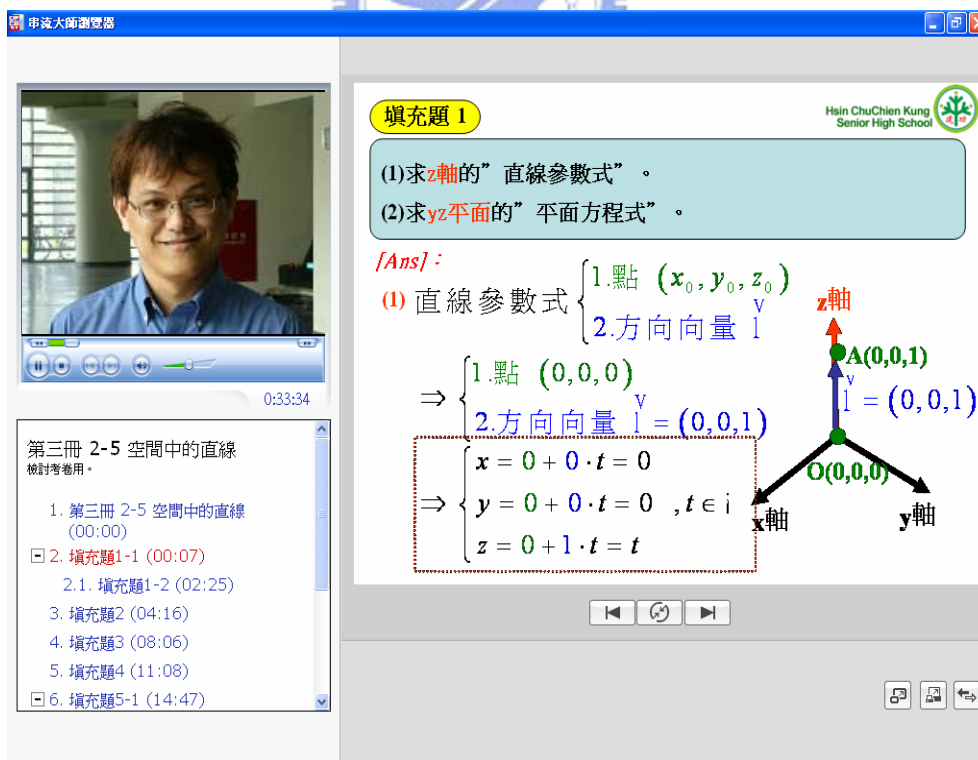 串流大師瀏覽器
0:33:34
第三冊 2-5 空間中的直線
檢討考卷用。
1. 第三冊 2-5 空間中的直線
(00:00)
2. 填充題1-1 (00:07)
2.1. 填充題1-2 (02:25)
3. 填充題2 (04:16)
4. 填充題3 (08:06)
5. 填充題4 (11:08)
6. 填充題5-1 (14:47)
填充題 1
Hsin ChuChien Kung
Senior High School
建功
(1)求z軸的”直線參數式”。
(2)求yz平面的”平面方程式”。
[Ans]：
(1) 直線參數式
1.點 (x₀, y₀, z₀)
v
2.方向向量 l
⇒ 1.點 (0,0,0)
v
2.方向向量 l = (0,0,1)
⇒ x = 0 + 0·t = 0
y = 0 + 0·t = 0 , t ∈ i
z = 0 + 1·t = t
z軸
A(0,0,1)
v
l = (0,0,1)
O(0,0,0)
x軸
y軸